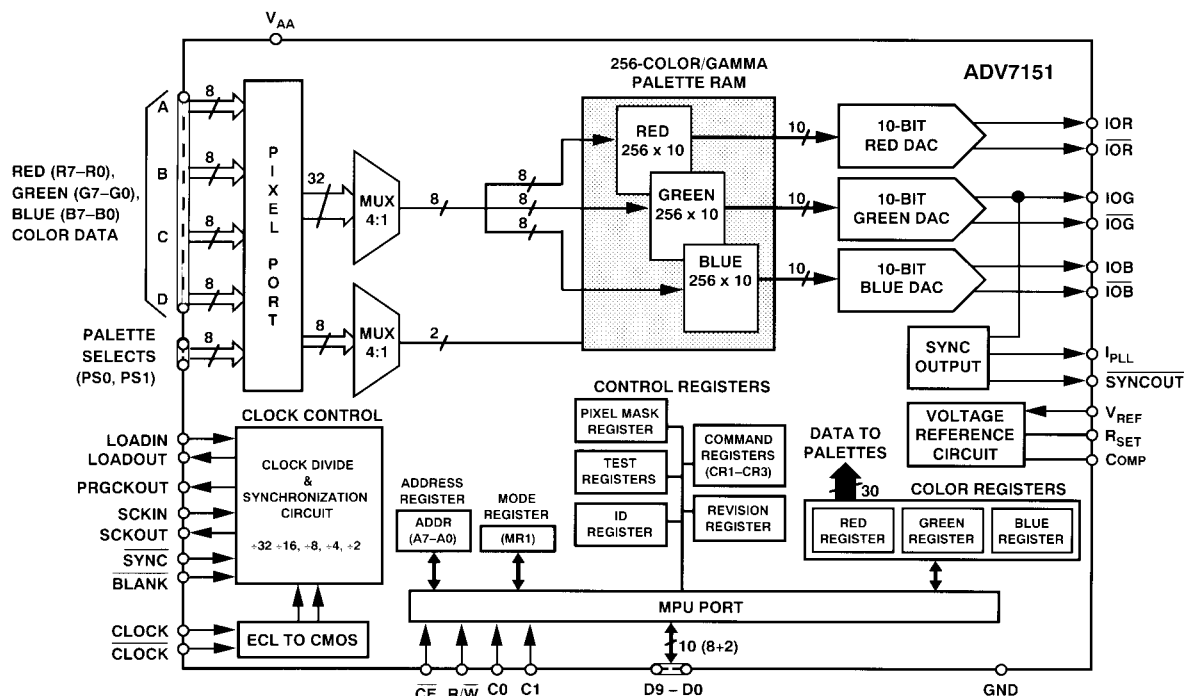 V_AA
ADV7151
256-COLOR/GAMMA
PALETTE RAM
A
8
B
8
C
8
D
8
8
RED (R7–R0),
GREEN (G7–G0),
BLUE (B7–B0)
COLOR DATA
PALETTE
SELECTS
(PS0, PS1)
PIXEL PORT
32
MUX
4:1
8
8
8
8
8
MUX
4:1
2
RED
256 x 10
GREEN
256 x 10
BLUE
256 x 10
10
10
10
10-BIT
RED DAC
10-BIT
GREEN DAC
10-BIT
BLUE DAC
IOR
IOR
IOG
IOG
IOB
IOB
SYNC
OUTPUT
I_PLL
SYNCOUT
VOLTAGE
REFERENCE
CIRCUIT
V_REF
R_SET
COMP
CLOCK CONTROL
LOADIN
LOADOUT
PRGCKOUT
SCKIN
SCKOUT
SYNC
BLANK
CLOCK DIVIDE
&
SYNCHRONIZATION
CIRCUIT
÷32 ÷16, ÷8, ÷4, ÷2
CLOCK
CLOCK
ECL TO CMOS
ADDRESS
REGISTER
ADDR
(A7–A0)
MODE
REGISTER
(MR1)
CONTROL REGISTERS
PIXEL MASK
REGISTER
TEST
REGISTERS
ID
REGISTER
COMMAND
REGISTERS
(CR1–CR3)
REVISION
REGISTER
DATA TO
PALETTES
30
COLOR REGISTERS
RED
REGISTER
GREEN
REGISTER
BLUE
REGISTER
MPU PORT
10 (8+2)
CE
R/W
C0
C1
D9 – D0
GND